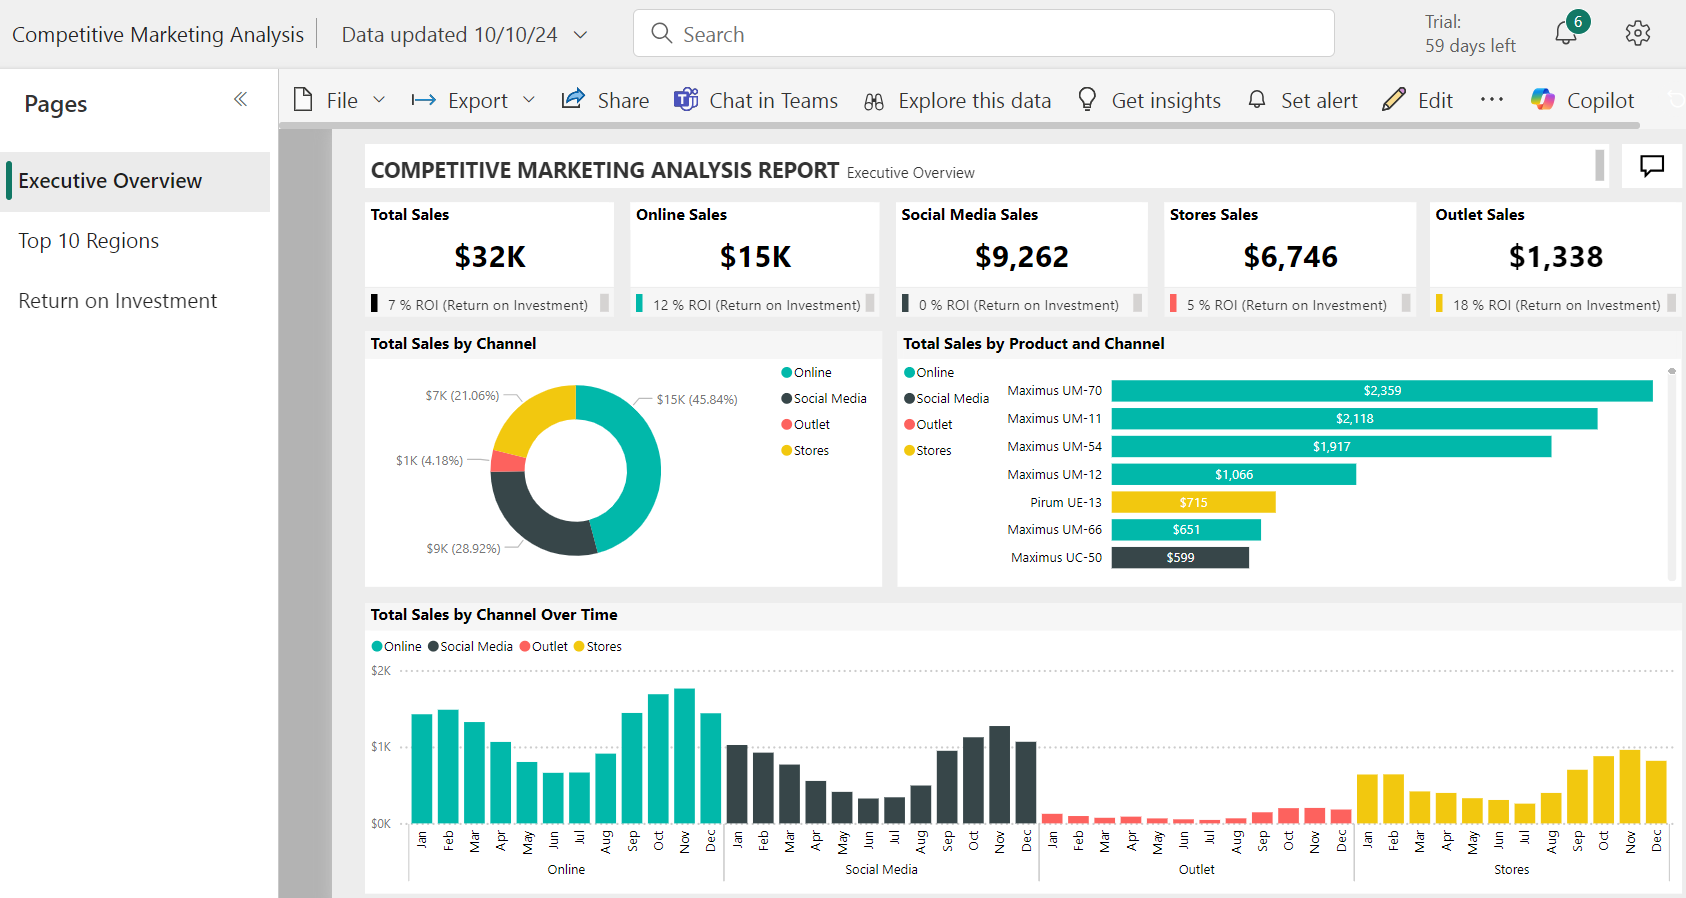 Competitive Marketing Analysis
Data updated 10/10/24
Search
Trial:
59 days left
6
Pages
Executive Overview
Top 10 Regions
Return on Investment
File
Export
Share
Chat in Teams
Explore this data
Get insights
Set alert
Edit
Copilot
COMPETITIVE MARKETING ANALYSIS REPORT Executive Overview
Total Sales
$32K
7 % ROI (Return on Investment)
Online Sales
$15K
12 % ROI (Return on Investment)
Social Media Sales
$9,262
0 % ROI (Return on Investment)
Stores Sales
$6,746
5 % ROI (Return on Investment)
Outlet Sales
$1,338
18 % ROI (Return on Investment)
Total Sales by Channel
$7K (21.06%)
$15K (45.84%)
$1K (4.18%)
$9K (28.92%)
Online
Social Media
Outlet
Stores
Total Sales by Product and Channel
Online
Social Media
Outlet
Stores
Maximus UM-70 $2,359
Maximus UM-11 $2,118
Maximus UM-54 $1,917
Maximus UM-12 $1,066
Pirum UE-13 $715
Maximus UM-66 $651
Maximus UC-50 $599
Total Sales by Channel Over Time
Online Social Media Outlet Stores
$2K
$1K
$0K
Jan Feb Mar Apr May Jun Jul Aug Sep Oct Nov Dec Jan Feb Mar Apr May Jun Jul Aug Sep Oct Nov Dec Jan Feb Mar Apr May Jun Jul Aug Sep Oct Nov Dec Jan Feb Mar Apr May Jun Jul Aug Sep Oct Nov Dec
Online Social Media Outlet Stores